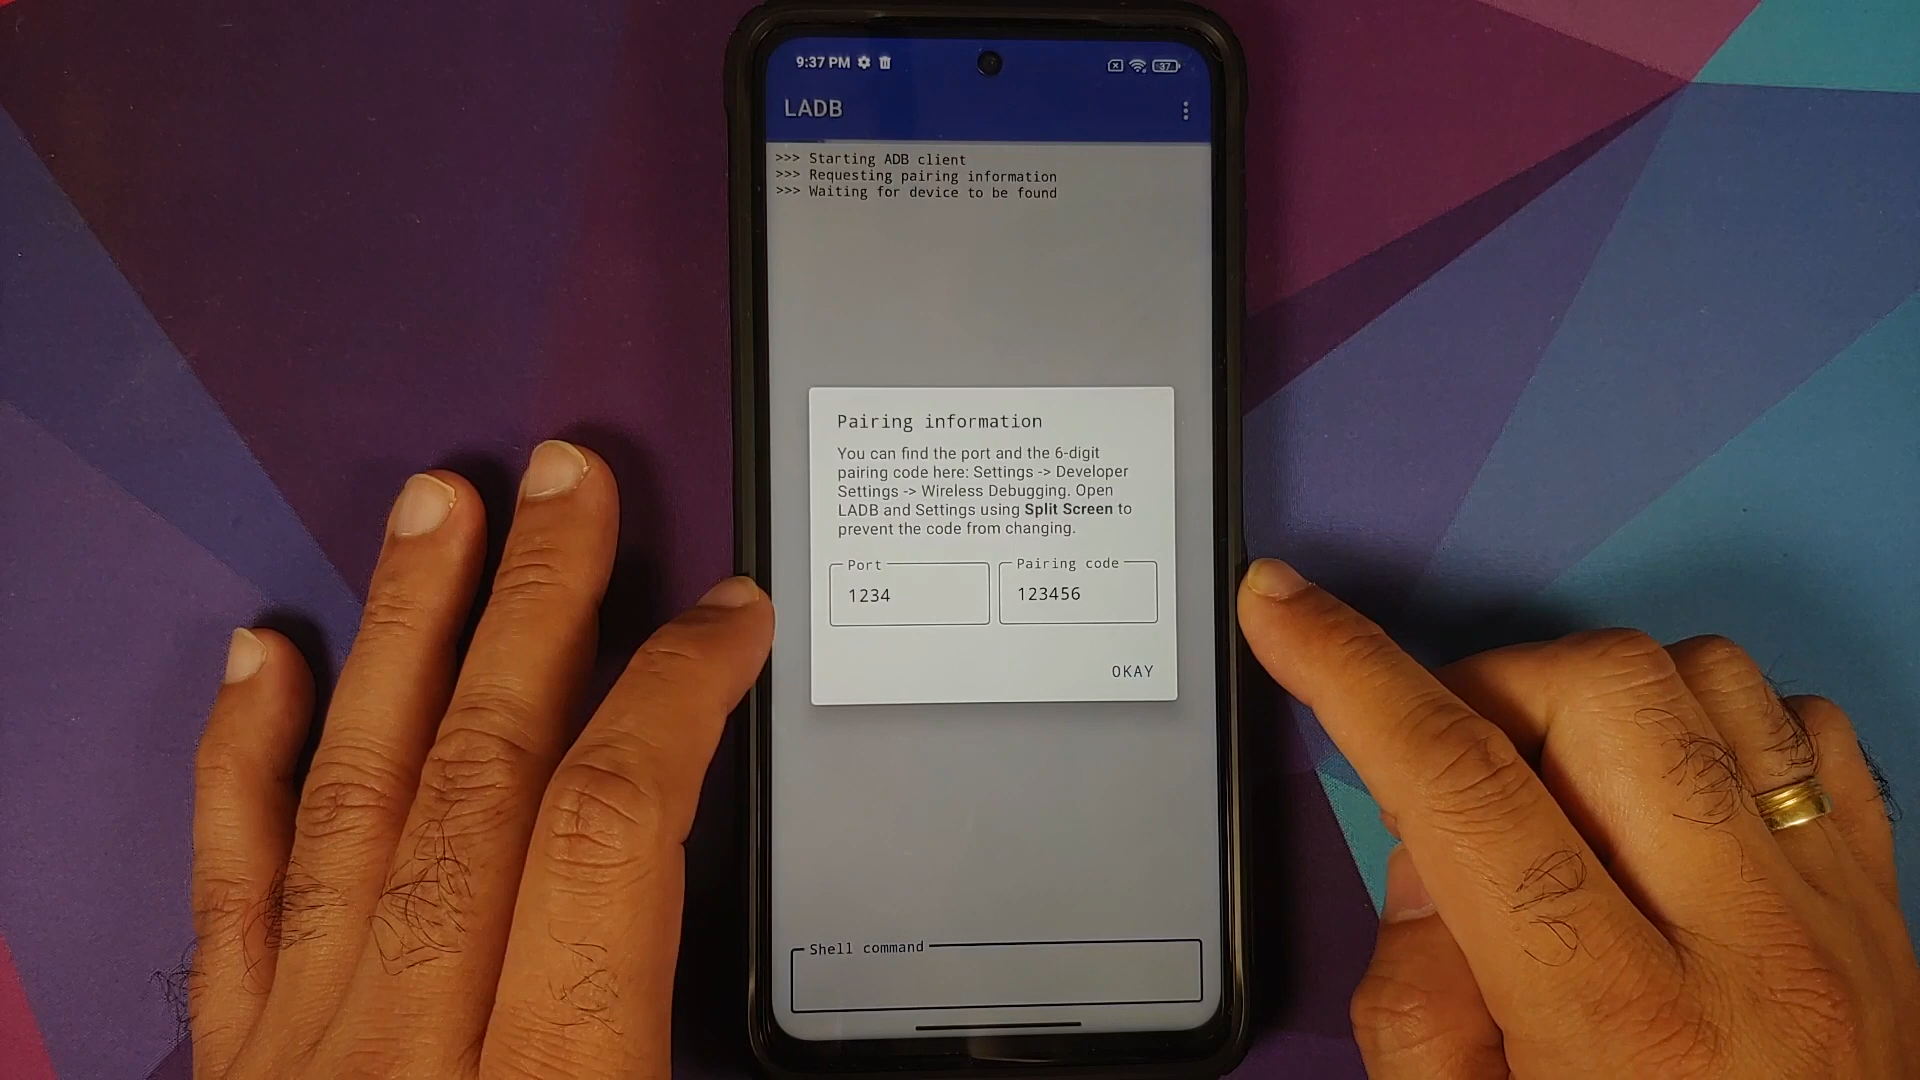 9:37 PM
37
LADB
>>> Starting ADB client
>>> Requesting pairing information
>>> Waiting for device to be found
Pairing information
You can find the port and the 6-digit
pairing code here: Settings -> Developer
Settings -> Wireless Debugging. Open
LADB and Settings using Split Screen to
prevent the code from changing.
Port
Pairing code
1234
123456
OKAY
Shell command